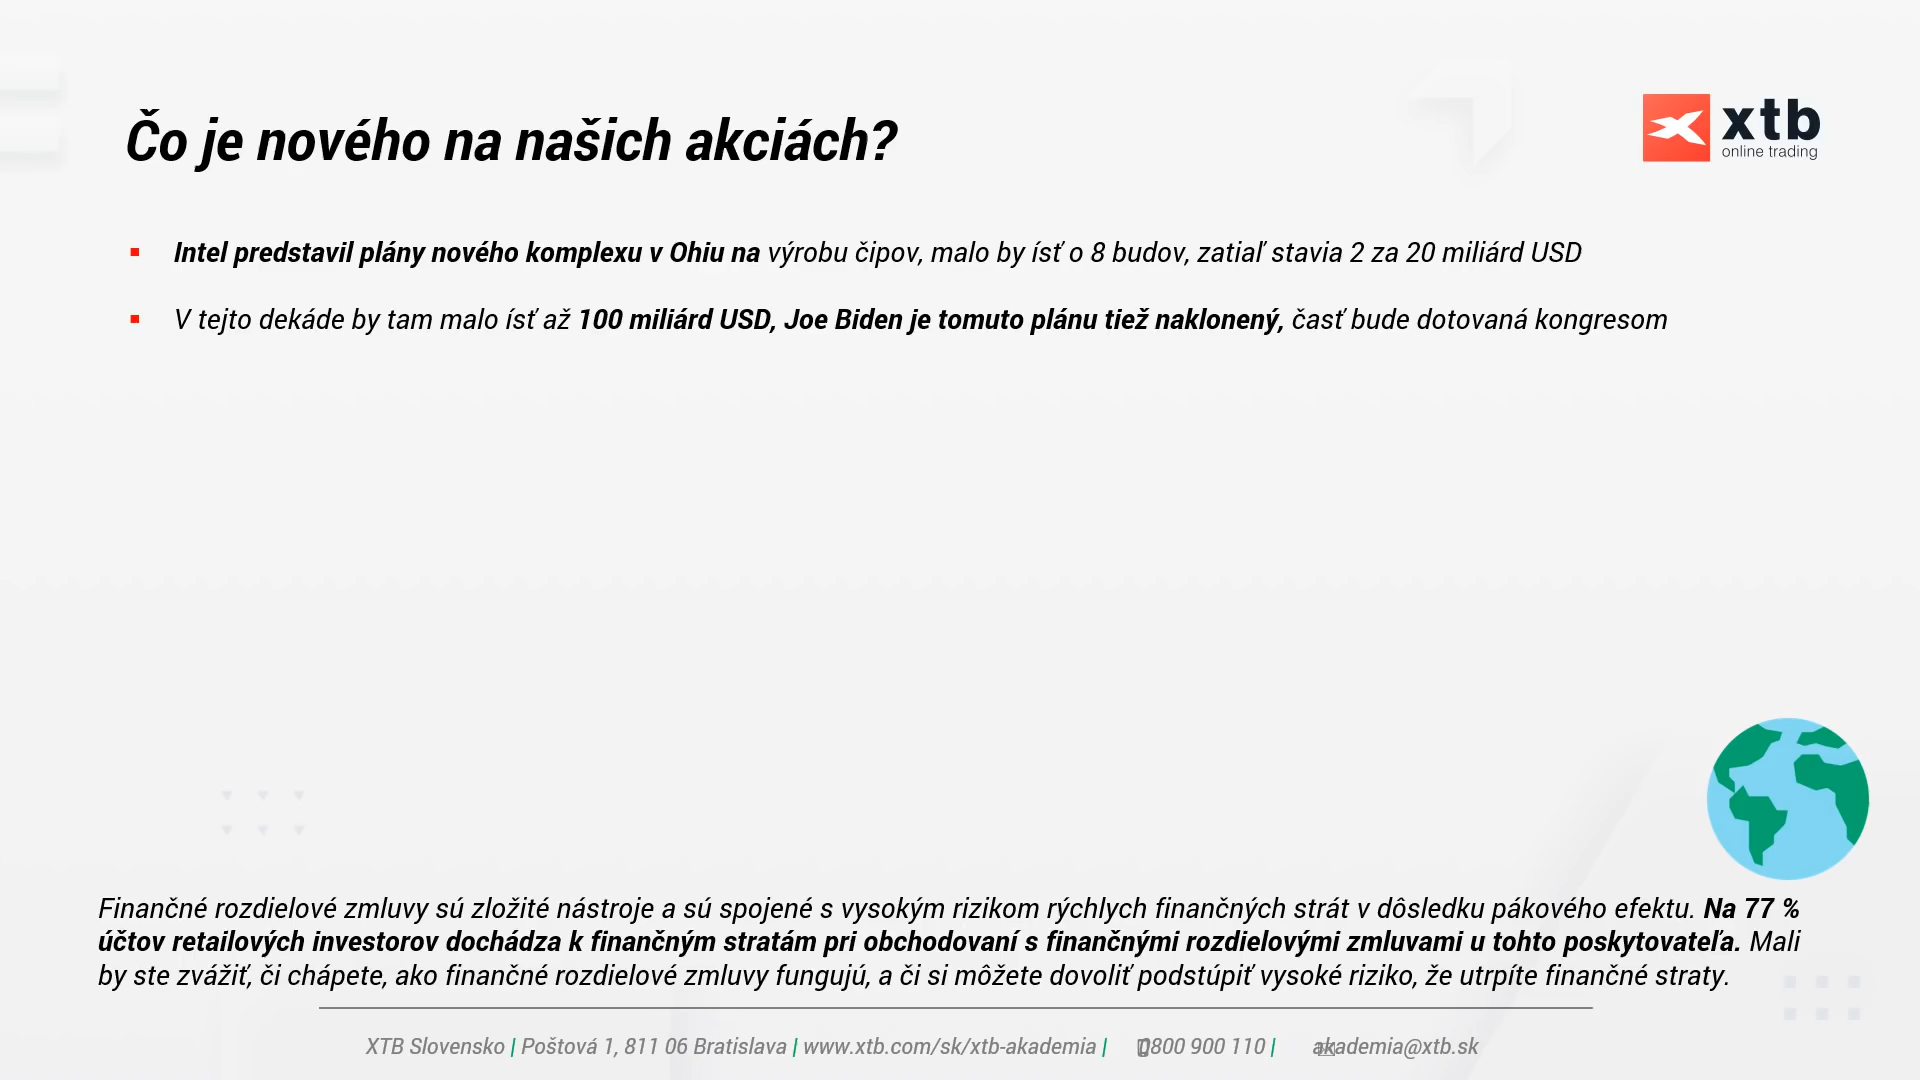 Čo je nového na našich akciách?
xtb
online trading
Intel predstavil plány nového komplexu v Ohiu na výrobu čipov, malo by ísť o 8 budov, zatiaľ stavia 2 za 20 miliárd USD
V tejto dekáde by tam malo ísť až 100 miliárd USD, Joe Biden je tomuto plánu tiež naklonený, časť bude dotovaná kongresom
Finančné rozdielové zmluvy sú zložité nástroje a sú spojené s vysokým rizikom rýchlych finančných strát v dôsledku pákového efektu. Na 77 %
účtov retailových investorov dochádza k finančným stratám pri obchodovaní s finančnými rozdielovými zmluvami u tohto poskytovateľa. Mali
by ste zvážiť, či chápete, ako finančné rozdielové zmluvy fungujú, a či si môžete dovoliť podstúpiť vysoké riziko, že utrpíte finančné straty.
XTB Slovensko | Poštová 1, 811 06 Bratislava | www.xtb.com/sk/xtb-akademia | 0800 900 110 | akademia@xtb.sk